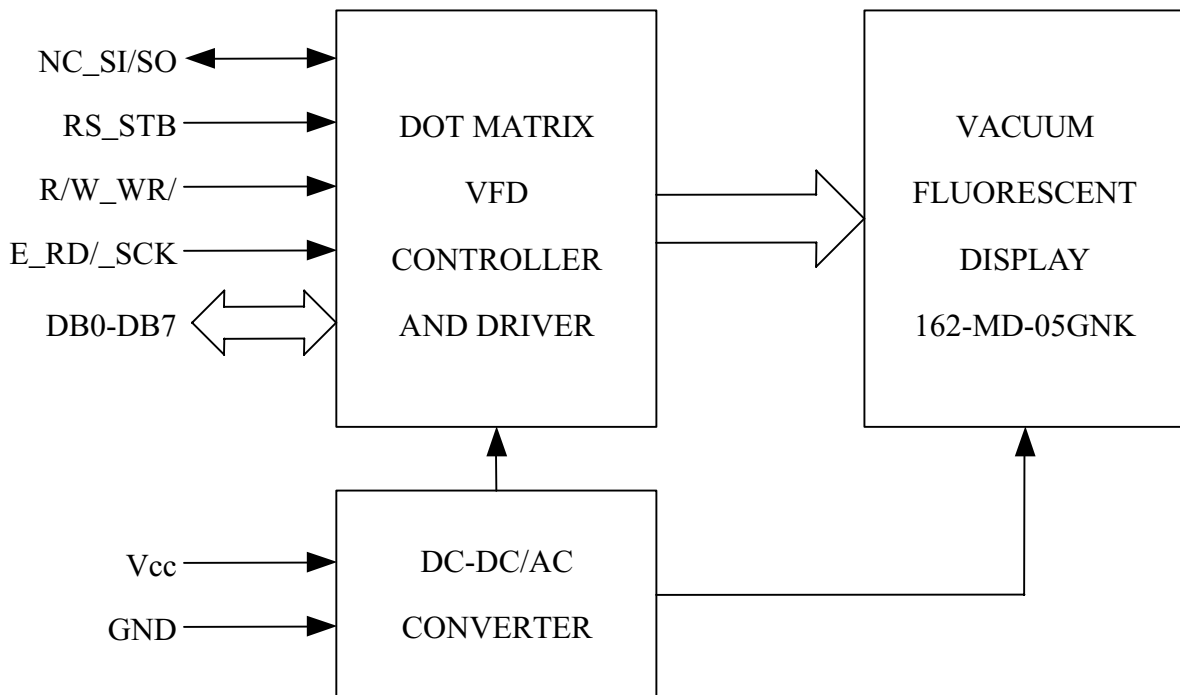 NC_SI/SO
RS_STB
R/W_WR/
E_RD/_SCK
DB0-DB7
DOT MATRIX
VFD
CONTROLLER
AND DRIVER
VACUUM
FLUORESCENT
DISPLAY
162-MD-05GNK
Vcc
GND
DC-DC/AC
CONVERTER